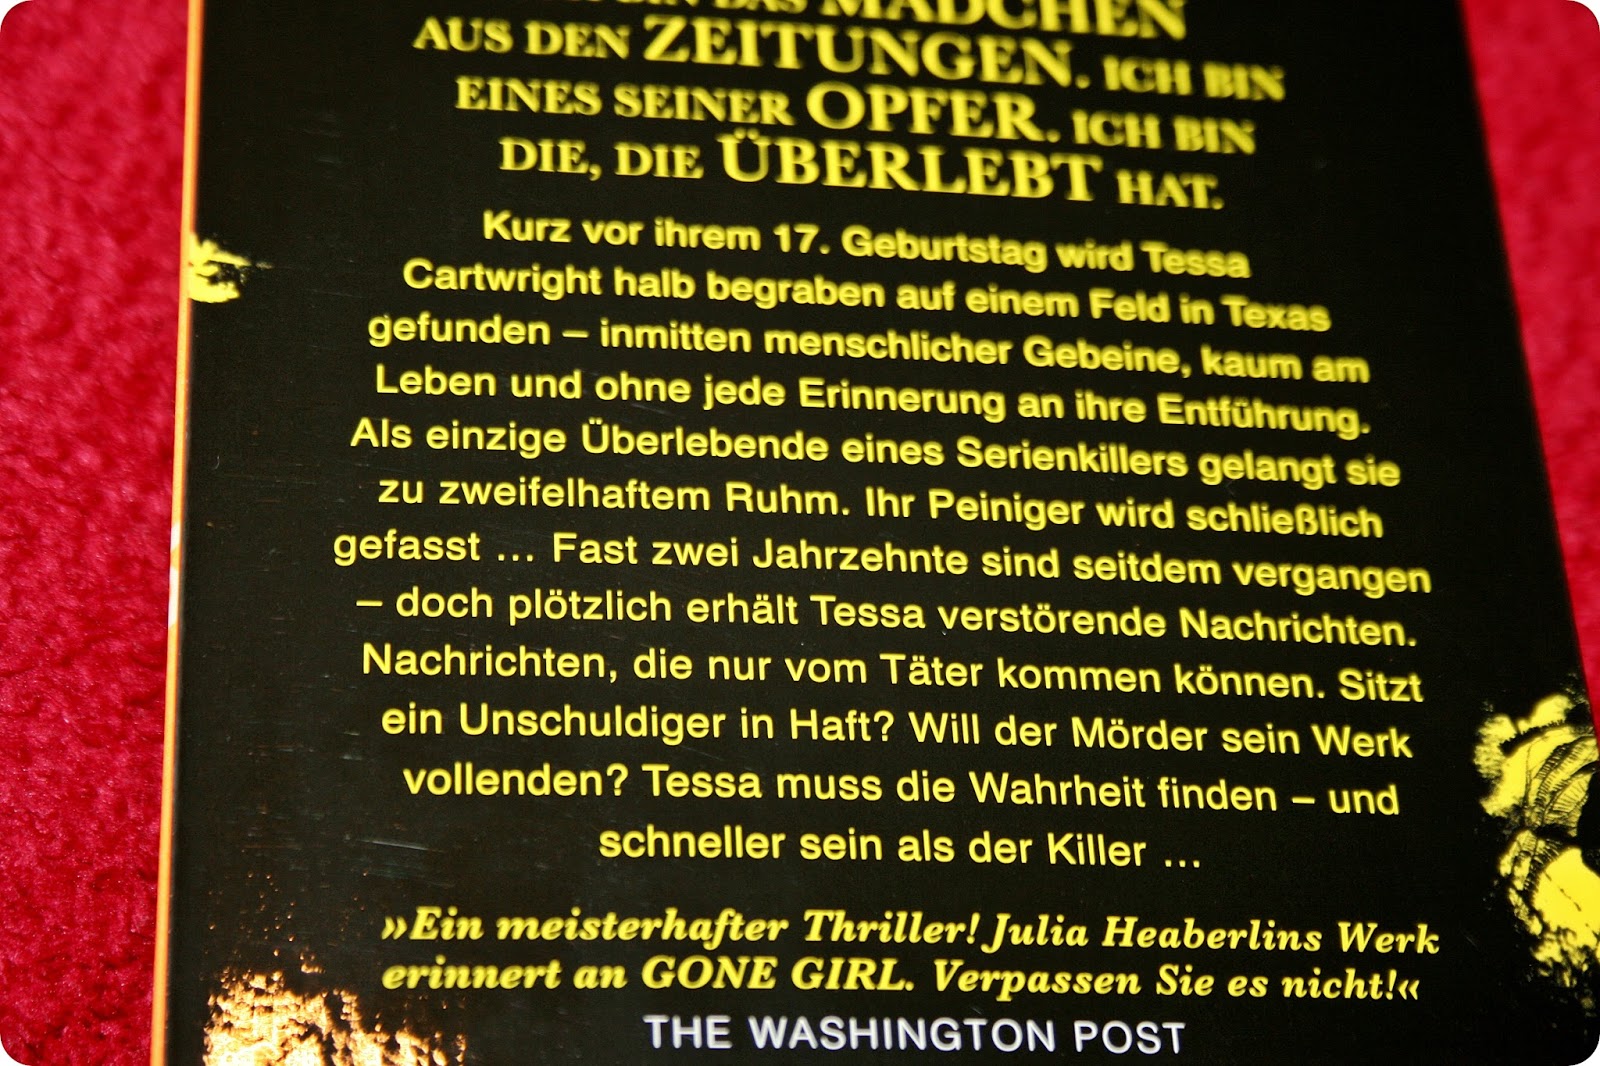 DAS MÄDCHEN
AUS DEN ZEITUNGEN. ICH BIN
EINES SEINER OPFER. ICH BIN
DIE, DIE ÜBERLEBT HAT.
Kurz vor ihrem 17. Geburtstag wird Tessa
Cartwright halb begraben auf einem Feld in Texas
gefunden – inmitten menschlicher Gebeine, kaum am
Leben und ohne jede Erinnerung an ihre Entführung.
Als einzige Überlebende eines Serienkillers gelangt sie
zu zweifelhaftem Ruhm. Ihr Peiniger wird schließlich
gefasst ... Fast zwei Jahrzehnte sind seitdem vergangen
– doch plötzlich erhält Tessa verstörende Nachrichten.
Nachrichten, die nur vom Täter kommen können. Sitzt
ein Unschuldiger in Haft? Will der Mörder sein Werk
vollenden? Tessa muss die Wahrheit finden – und
schneller sein als der Killer ...
»Ein meisterhafter Thriller! Julia Heaberlins Werk
erinnert an GONE GIRL. Verpassen Sie es nicht!«
THE WASHINGTON POST